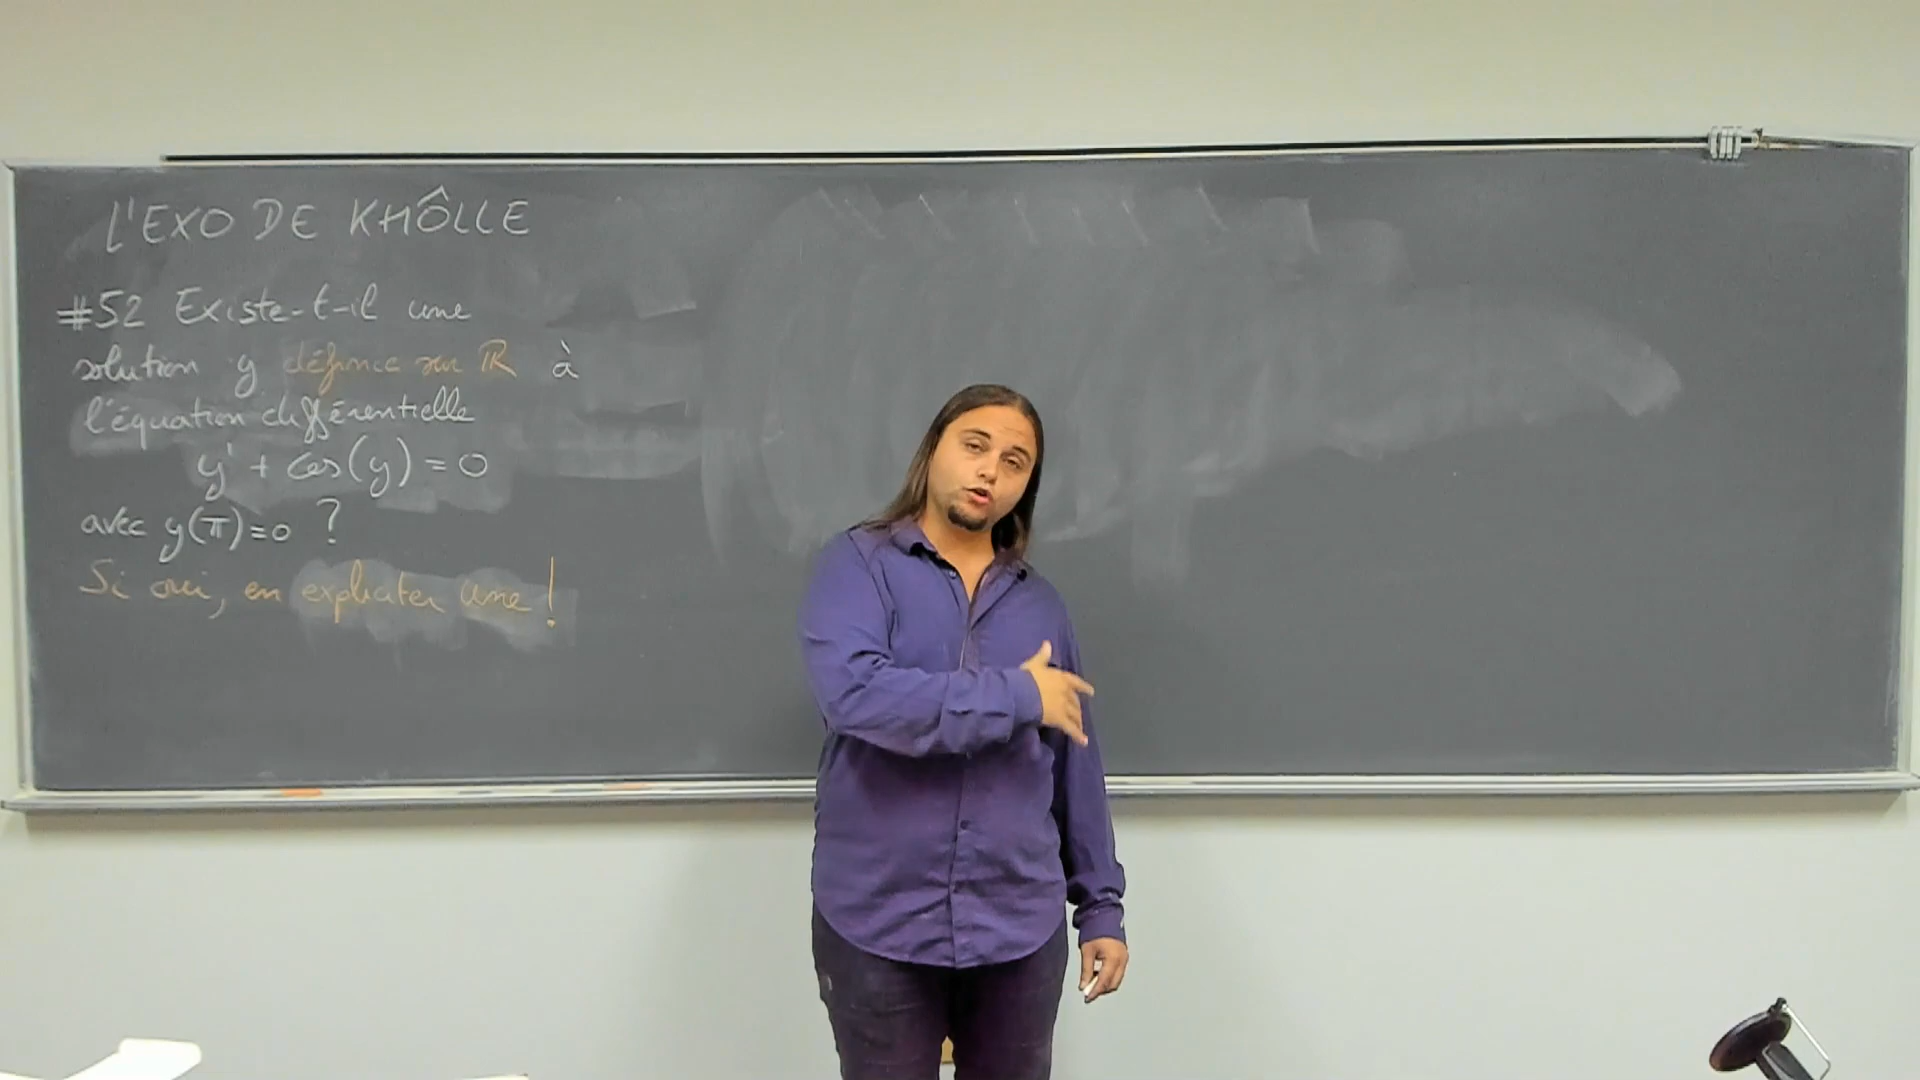 L'EXO DE KHÔLLE
#52 Existe-t-il une
solution y définie sur ℝ à
l'équation différentielle
y' + cos(y) = 0
avec y(π)=0 ?
Si oui, en expliciter une !